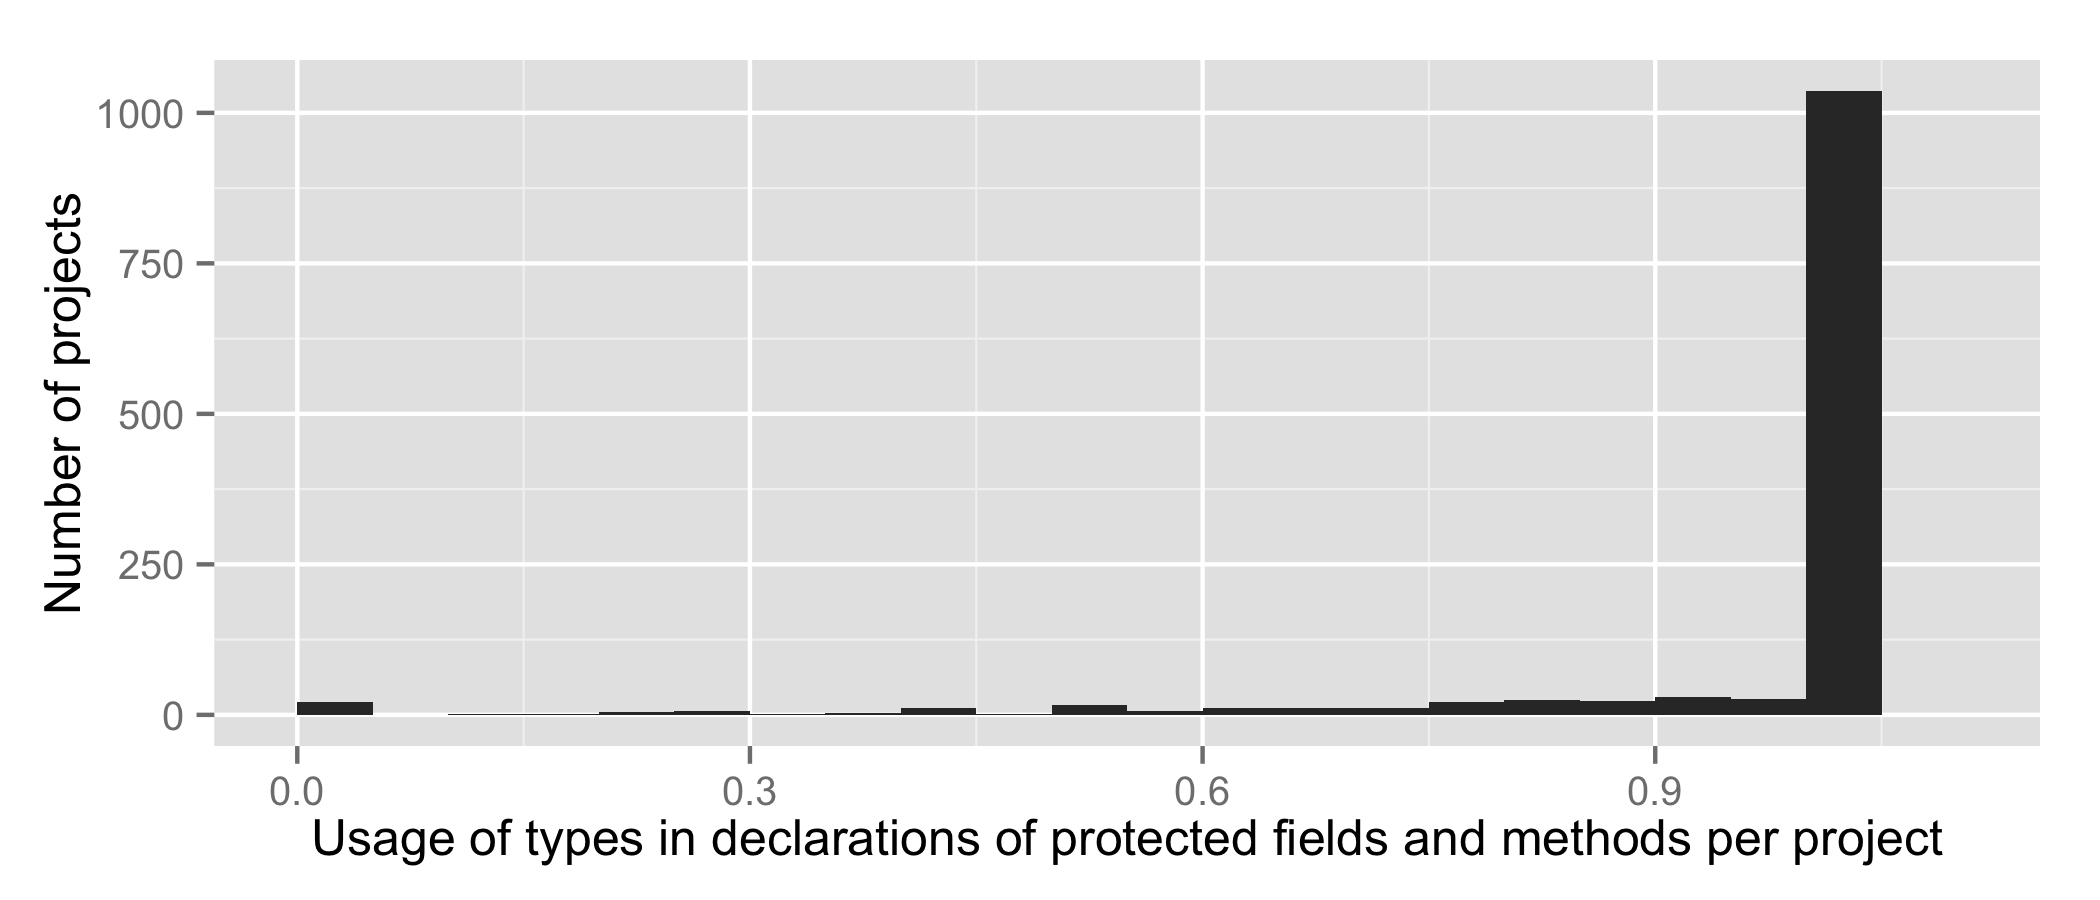 Number of projects
1000
750
500
250
0
0.0 0.3 0.6 0.9
Usage of types in declarations of protected fields and methods per project